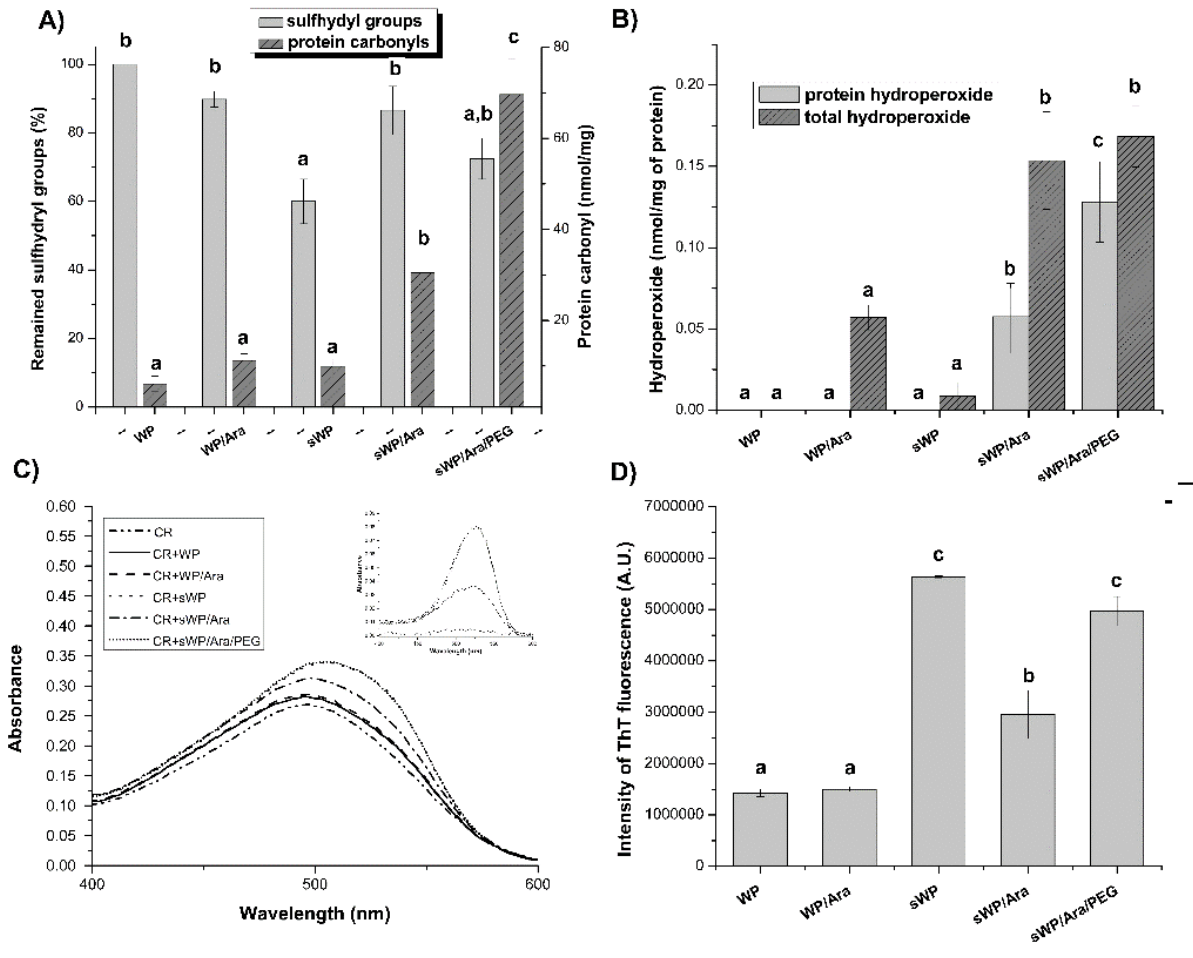 A)
sulfhydyl groups
protein carbonyls
b
b
a
b
a,b
c
a
a
a
b
100
80
60
40
20
0
Remained sulfhydryl groups (%)
80
60
40
20
Protein carbonyl (nmol/mg)
-- WP -- WP/Ara -- sWP -- sWP/Ara -- sWP/Ara/PEG --
B)
protein hydroperoxide
total hydroperoxide
0.20
0.15
0.10
0.05
0.00
Hydroperoxide (nmol/mg of protein)
a a a a a a b b c b
WP WP/Ara sWP sWP/Ara sWP/Ara/PEG
C)
CR
CR+WP
CR+WP/Ara
CR+sWP
CR+sWP/Ara
CR+sWP/Ara/PEG
0.60
0.55
0.50
0.45
0.40
0.35
0.30
0.25
0.20
0.15
0.10
0.05
0.00
Absorbance
400 500 600
Wavelength (nm)
Absorbance
Wavelength (nm)
D)
7000000
6000000
5000000
4000000
3000000
2000000
1000000
0
Intensity of ThT fluorescence (A.U.)
a a c b c
WP WP/Ara sWP sWP/Ara sWP/Ara/PEG